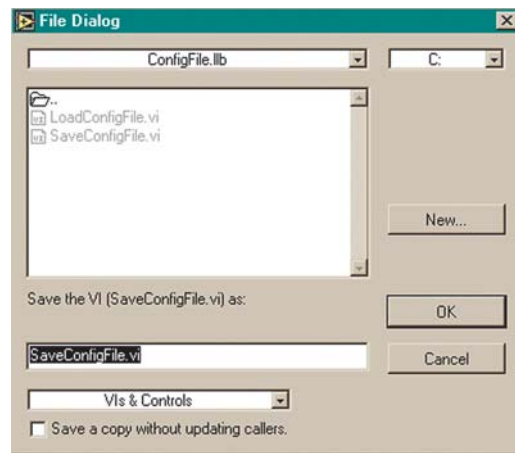 File Dialog
ConfigFile.llb
C:
..
LoadConfigFile.vi
SaveConfigFile.vi
New...
Save the VI (SaveConfigFile.vi) as:
OK
SaveConfigFile.vi
Cancel
VIs & Controls
Save a copy without updating callers.